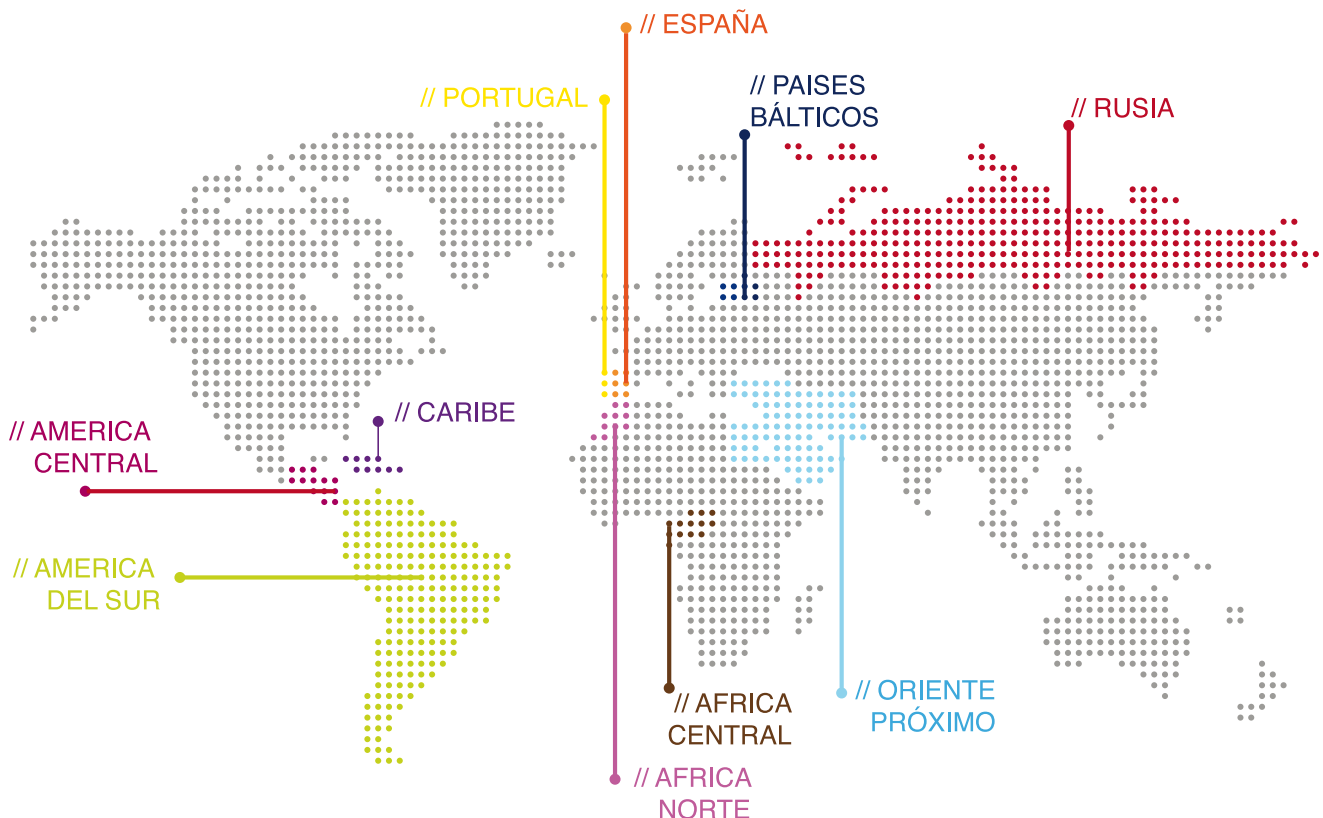 // ESPAÑA
// PORTUGAL
// PAISES
BÁLTICOS
// RUSIA
// CARIBE
// AMERICA
CENTRAL
// AMERICA
DEL SUR
// AFRICA
CENTRAL
// ORIENTE
PRÓXIMO
// AFRICA
NORTE